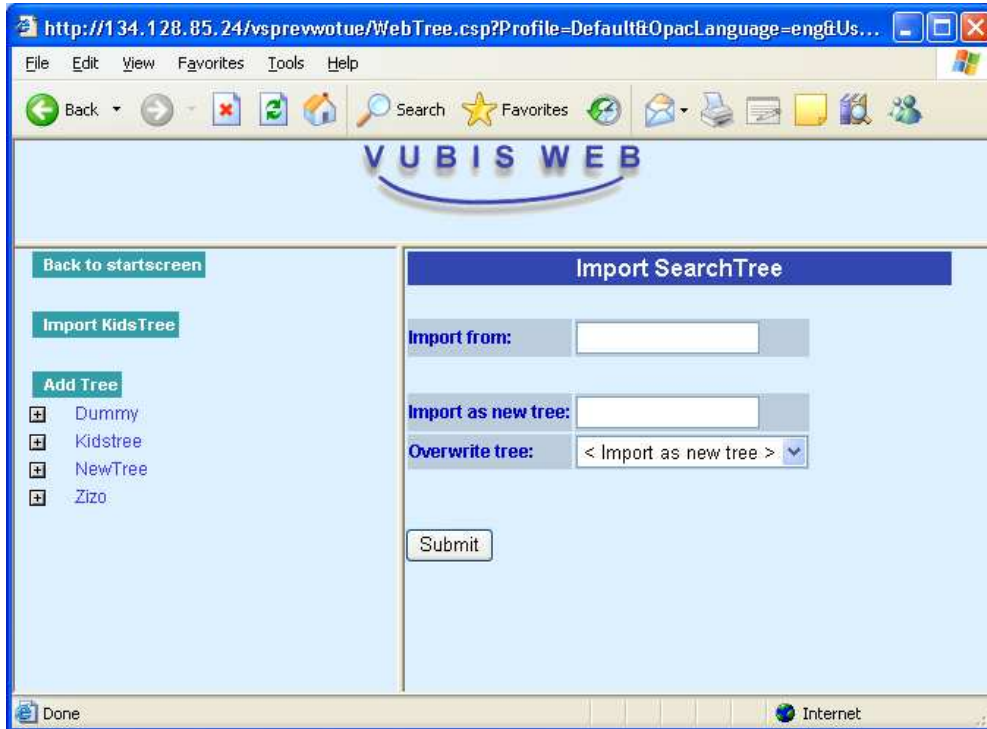 http://134.128.85.24/vsprevwotue/WebTree.csp?Profile=Default&OpacLanguage=eng&Us...
File Edit View Favorites Tools Help
Back Search Favorites
VUBIS WEB
Back to startscreen
Import KidsTree
Add Tree
Dummy
Kidstree
NewTree
Zizo
Import SearchTree
Import from:
Import as new tree:
Overwrite tree: < Import as new tree >
Submit
Done Internet